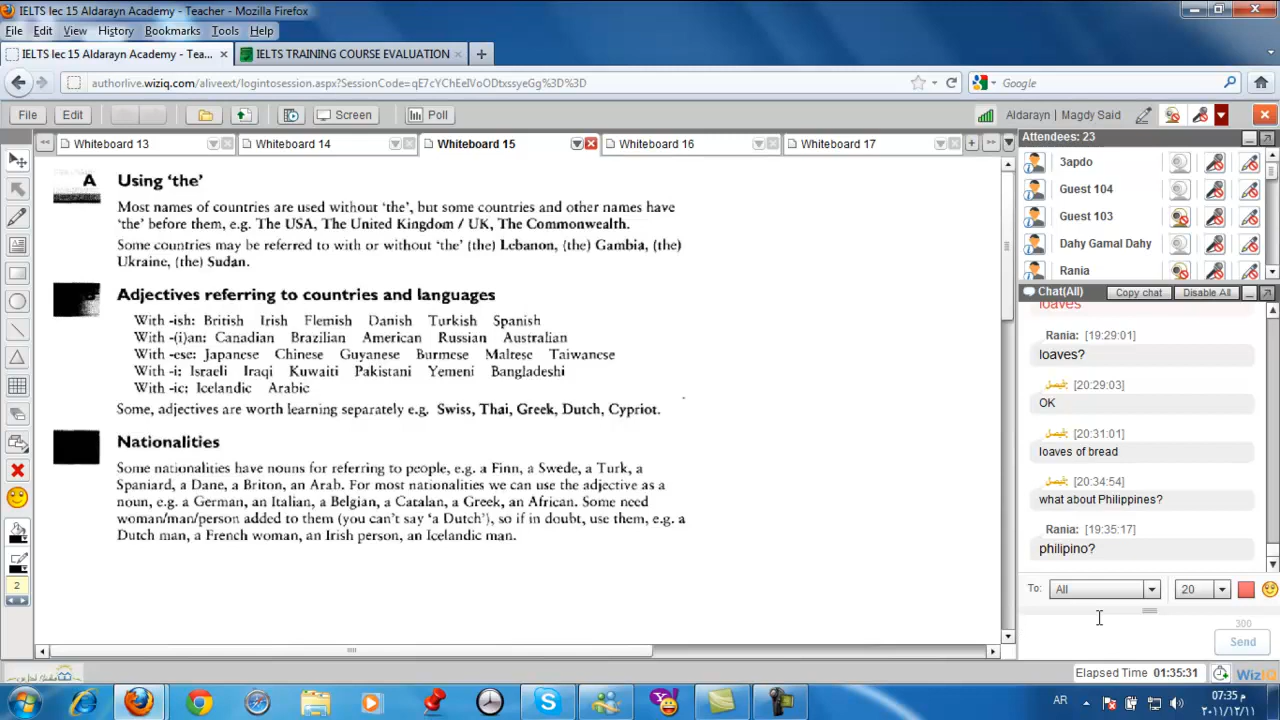 IELTS lec 15 Aldarayn Academy - Teacher - Mozilla Firefox
File Edit View History Bookmarks Tools Help
IELTS lec 15 Aldarayn Academy - Tea... × IELTS TRAINING COURSE EVALUATION × +
authorlive.wiziq.com/aliveext/logintosession.aspx?SessionCode=qE7cYChEeIVoODtxssyeGg%3D%3D Google
File Edit Screen Poll Aldarayn | Magdy Said
Attendees: 23
Whiteboard 13 Whiteboard 14 Whiteboard 15 Whiteboard 16 Whiteboard 17
3apdo
Guest 104
Guest 103
Dahy Gamal Dahy
Rania
A Using 'the'
Most names of countries are used without 'the', but some countries and other names have
'the' before them, e.g. The USA, The United Kingdom / UK, The Commonwealth.
Some countries may be referred to with or without 'the' (the) Lebanon, (the) Gambia, (the)
Ukraine, (the) Sudan.
Adjectives referring to countries and languages
With -ish: British Irish Flemish Danish Turkish Spanish
With -(i)an: Canadian Brazilian American Russian Australian
With -ese: Japanese Chinese Guyanese Burmese Maltese Taiwanese
With -i: Israeli Iraqi Kuwaiti Pakistani Yemeni Bangladeshi
With -ic: Icelandic Arabic
Some, adjectives are worth learning separately e.g. Swiss, Thai, Greek, Dutch, Cypriot.
Nationalities
Some nationalities have nouns for referring to people, e.g. a Finn, a Swede, a Turk, a
Spaniard, a Dane, a Briton, an Arab. For most nationalities we can use the adjective as a
noun, e.g. a German, an Italian, a Belgian, a Catalan, a Greek, an African. Some need
woman/man/person added to them (you can't say 'a Dutch'), so if in doubt, use them, e.g. a
Dutch man, a French woman, an Irish person, an Icelandic man.
Chat(All) Copy chat Disable All
loaves
Rania: [19:29:01]
loaves?
فيصل: [20:29:03]
OK
فيصل: [20:31:01]
loaves of bread
فيصل: [20:34:54]
what about Philippines?
Rania: [19:35:17]
philipino?
To: All 20
300
Send
2
Elapsed Time 01:35:31 WizIQ
AR 07:35 م
٢٠١١/١٢/١١